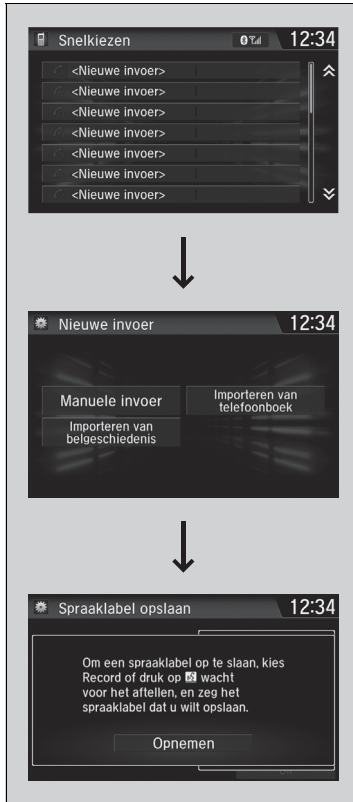 Snelkiezen 12:34
<Nieuwe invoer>
<Nieuwe invoer>
<Nieuwe invoer>
<Nieuwe invoer>
<Nieuwe invoer>
<Nieuwe invoer>
<Nieuwe invoer>
Nieuwe invoer 12:34
Manuele invoer
Importeren van
telefoonboek
Importeren van
belgeschiedenis
Spraaklabel opslaan 12:34
Om een spraaklabel op te slaan, kies
Record of druk op wacht
voor het aftellen, en zeg het
spraaklabel dat u wilt opslaan.
Opnemen